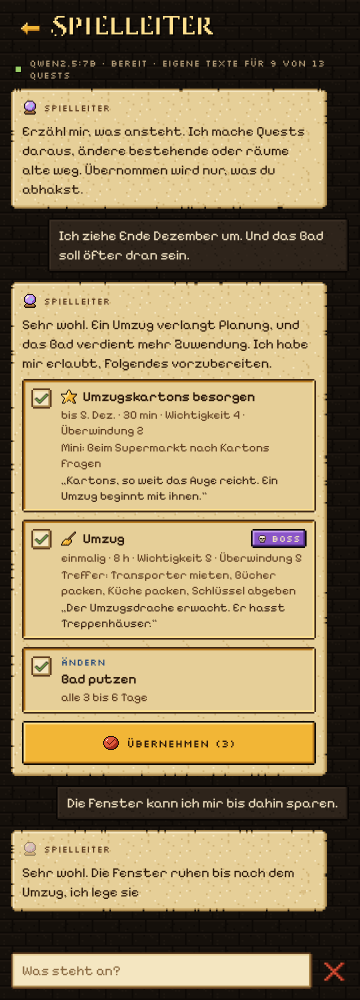 SPIELLEITER
QWEN2.5:7B · BEREIT · EIGENE TEXTE FÜR 9 VON 13
QUESTS
SPIELLEITER
Erzähl mir, was ansteht. Ich mache Quests
daraus, ändere bestehende oder räume
alte weg. Übernommen wird nur, was du
abhakst.
Ich ziehe Ende Dezember um. Und das Bad
soll öfter dran sein.
SPIELLEITER
Sehr wohl. Ein Umzug verlangt Planung, und
das Bad verdient mehr Zuwendung. Ich habe
mir erlaubt, Folgendes vorzubereiten.
Umzugskartons besorgen
bis 5. Dez. · 30 min · Wichtigkeit 4 ·
Überwindung 2
Mini: Beim Supermarkt nach Kartons
fragen
„Kartons, so weit das Auge reicht. Ein
Umzug beginnt mit ihnen.“
Umzug
BOSS
einmalig · 8 h · Wichtigkeit 5 · Überwindung 5
Treffer: Transporter mieten, Bücher
packen, Küche packen, Schlüssel abgeben
„Der Umzugsdrache erwacht. Er hasst
Treppenhäuser.“
ÄNDERN
Bad putzen
alle 3 bis 6 Tage
ÜBERNEHMEN (3)
Die Fenster kann ich mir bis dahin sparen.
SPIELLEITER
Sehr wohl. Die Fenster ruhen bis nach dem
Umzug, ich lege sie
Was steht an?